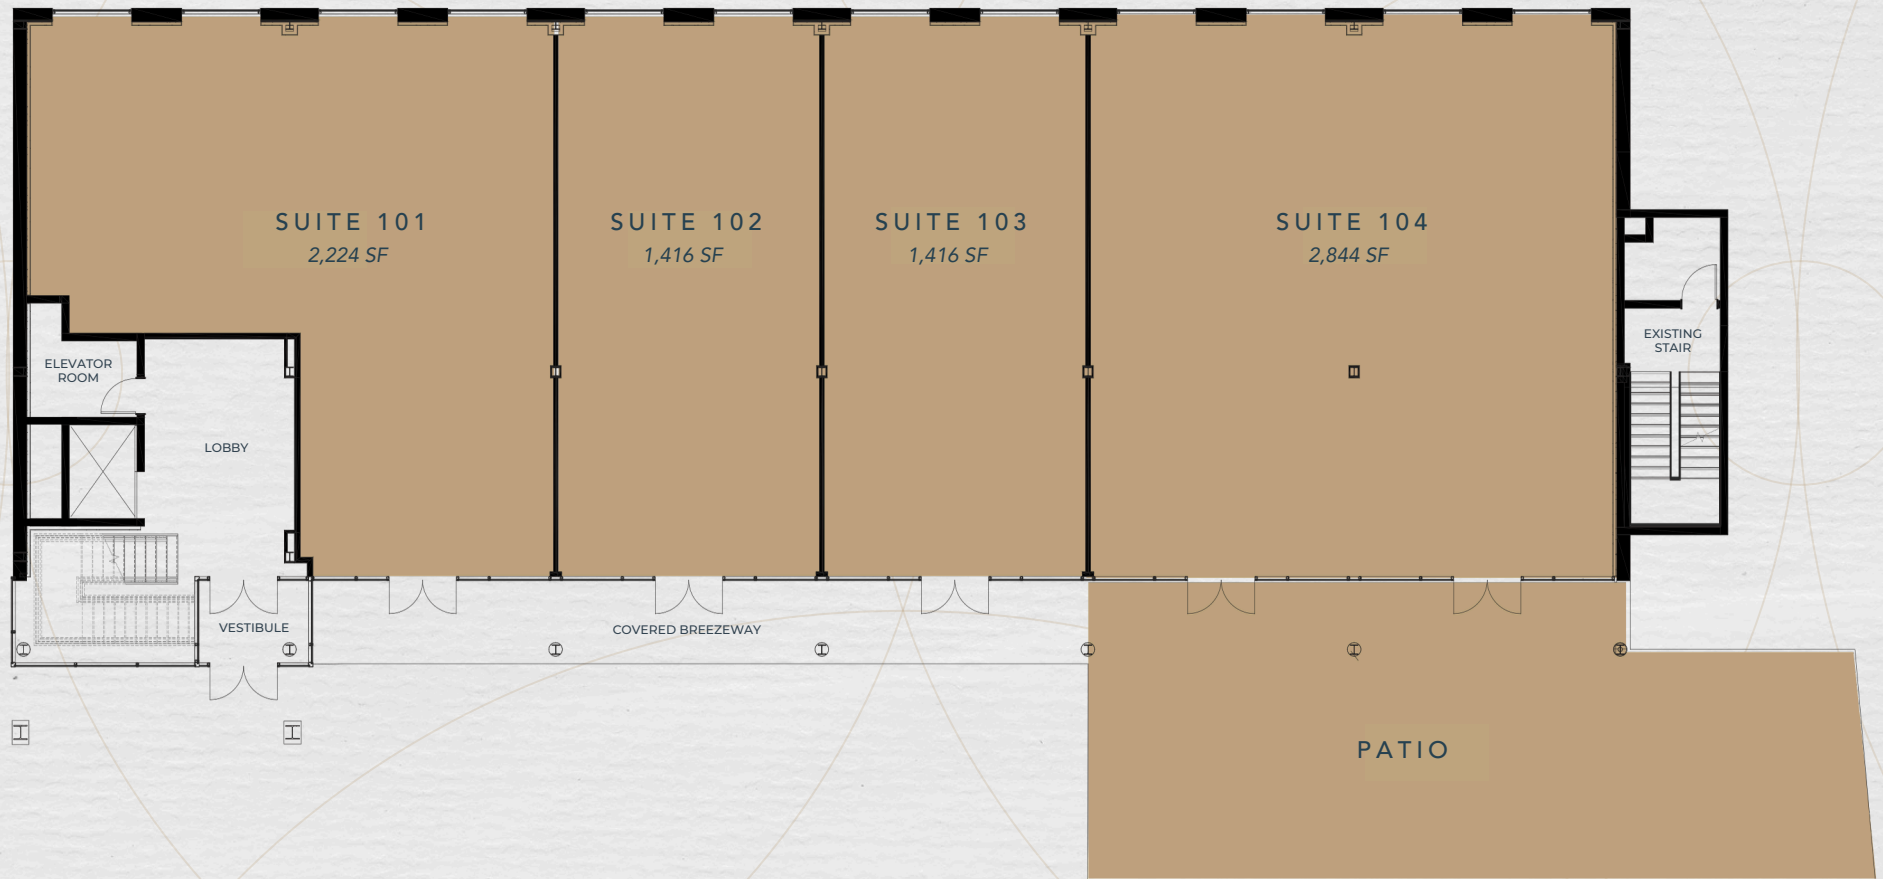 SUITE 101
2,224 SF
SUITE 102
1,416 SF
SUITE 103
1,416 SF
SUITE 104
2,844 SF
EXISTING
STAIR
ELEVATOR
ROOM
LOBBY
VESTIBULE
COVERED BREEZEWAY
PATIO